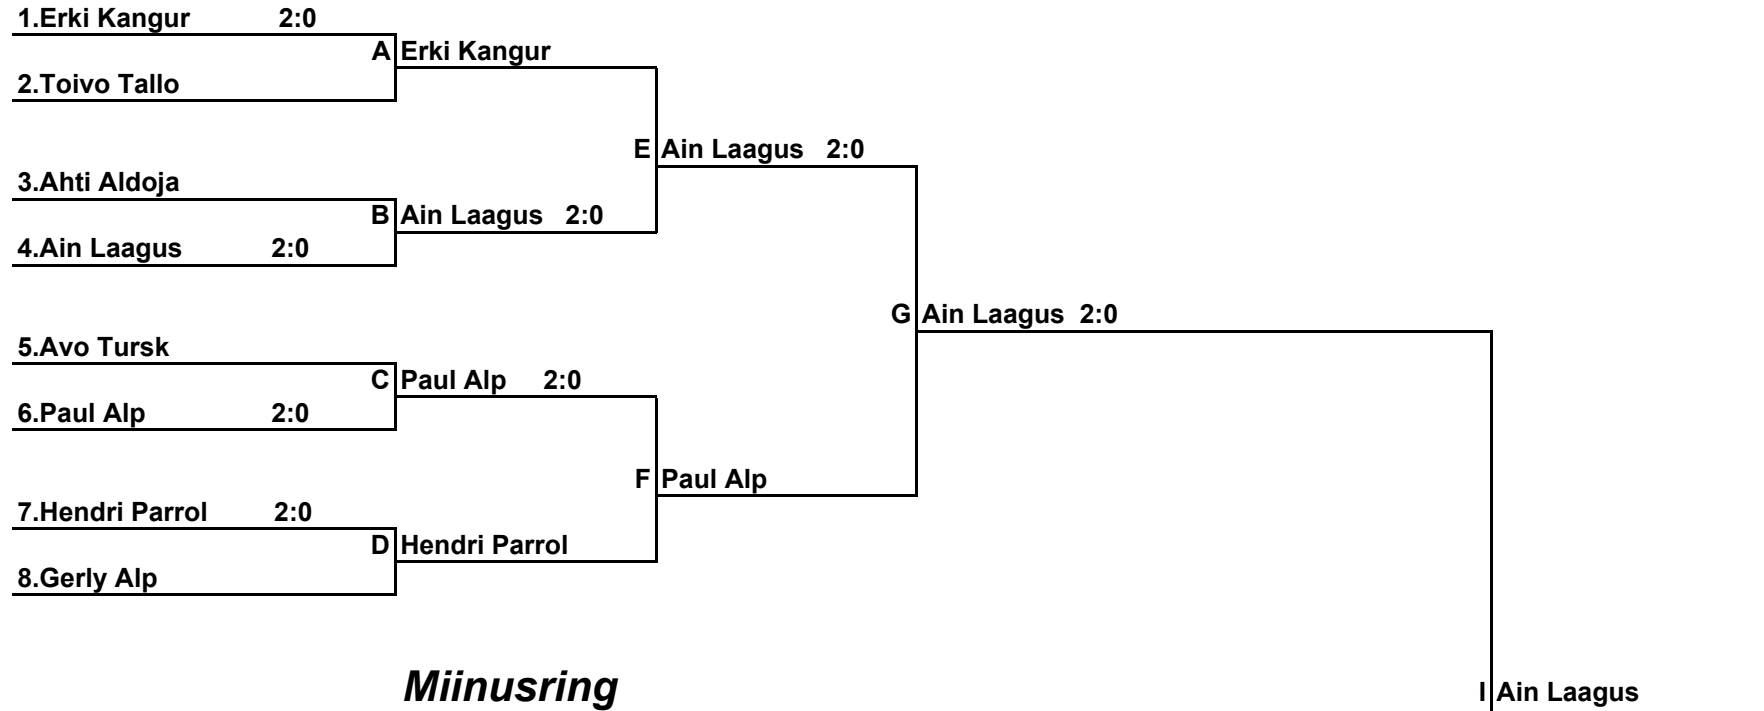 1.Erki Kangur 2:0
A Erki Kangur
2.Toivo Tallo
E Ain Laagus 2:0
3.Ahti Aldoja
B Ain Laagus 2:0
4.Ain Laagus 2:0
G Ain Laagus 2:0
5.Avo Tursk
C Paul Alp 2:0
6.Paul Alp 2:0
F Paul Alp
7.Hendri Parrol 2:0
D Hendri Parrol
8.Gerly Alp
Miinusring
I Ain Laagus